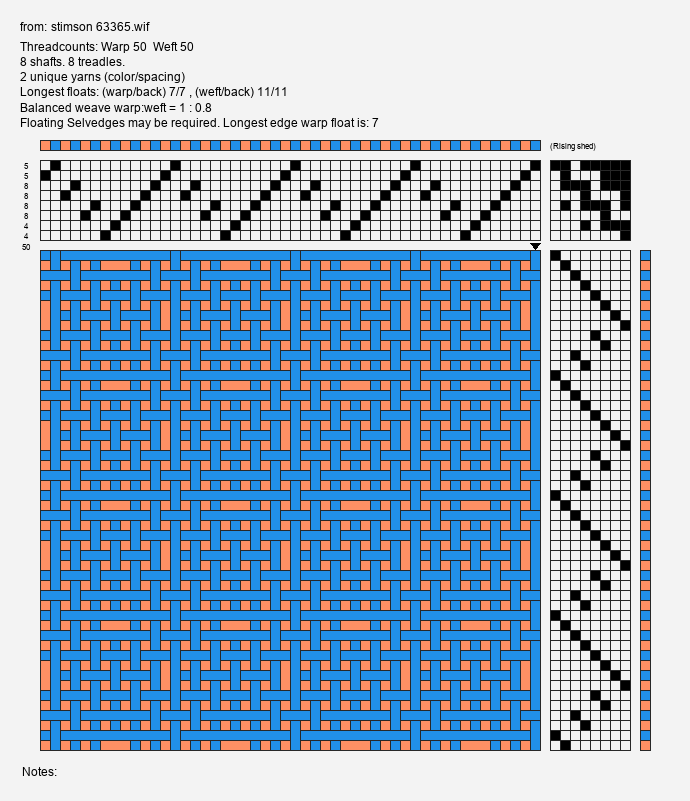 from: stimson 63365.wif
Threadcounts: Warp 50 Weft 50
8 shafts. 8 treadles.
2 unique yarns (color/spacing)
Longest floats: (warp/back) 7/7 , (weft/back) 11/11
Balanced weave warp:weft = 1 : 0.8
Floating Selvedges may be required. Longest edge warp float is: 7
(Rising shed)
5
5
8
8
8
8
4
4
50
Notes: